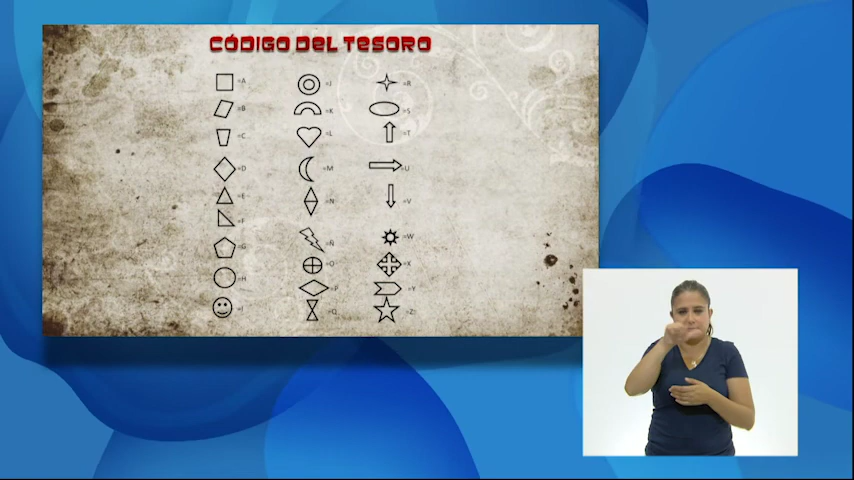 CÓDIGO DEL TESORO
=A
=B
=C
=D
=E
=F
=G
=H
=I
=J
=K
=L
=M
=N
=Ñ
=O
=P
=Q
=R
=S
=T
=U
=V
=W
=X
=Y
=Z